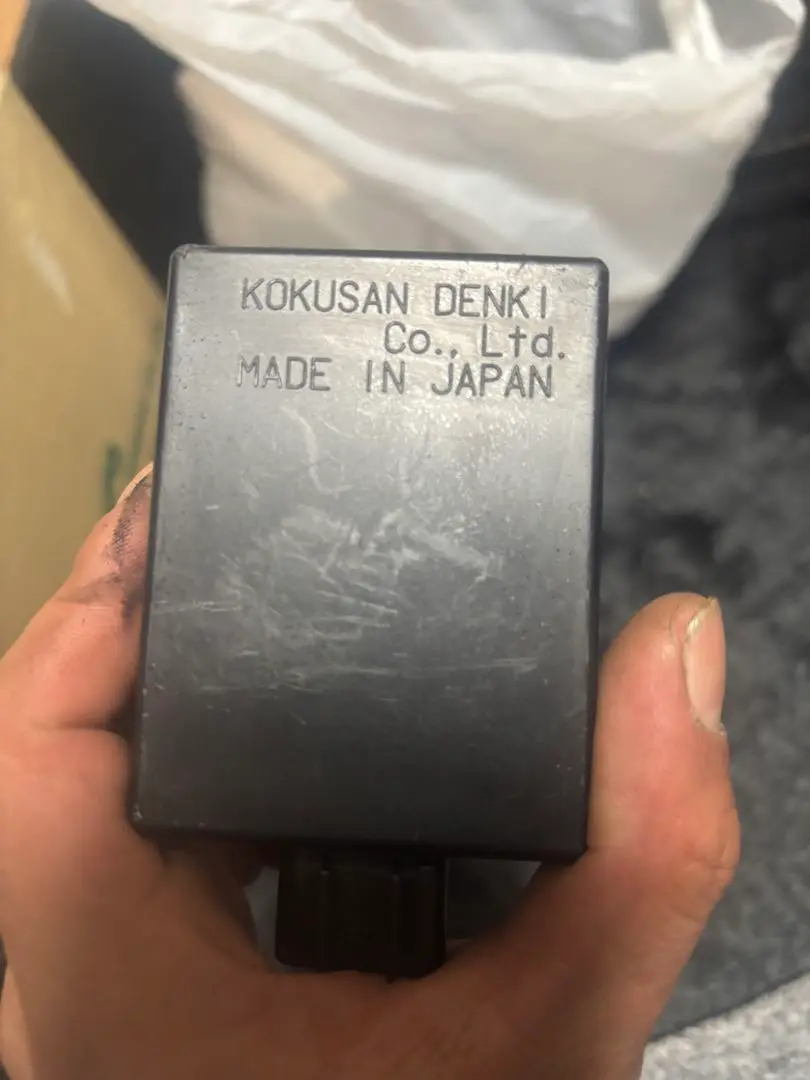 KOKUSAN DENKI
Co., Ltd.
MADE IN JAPAN